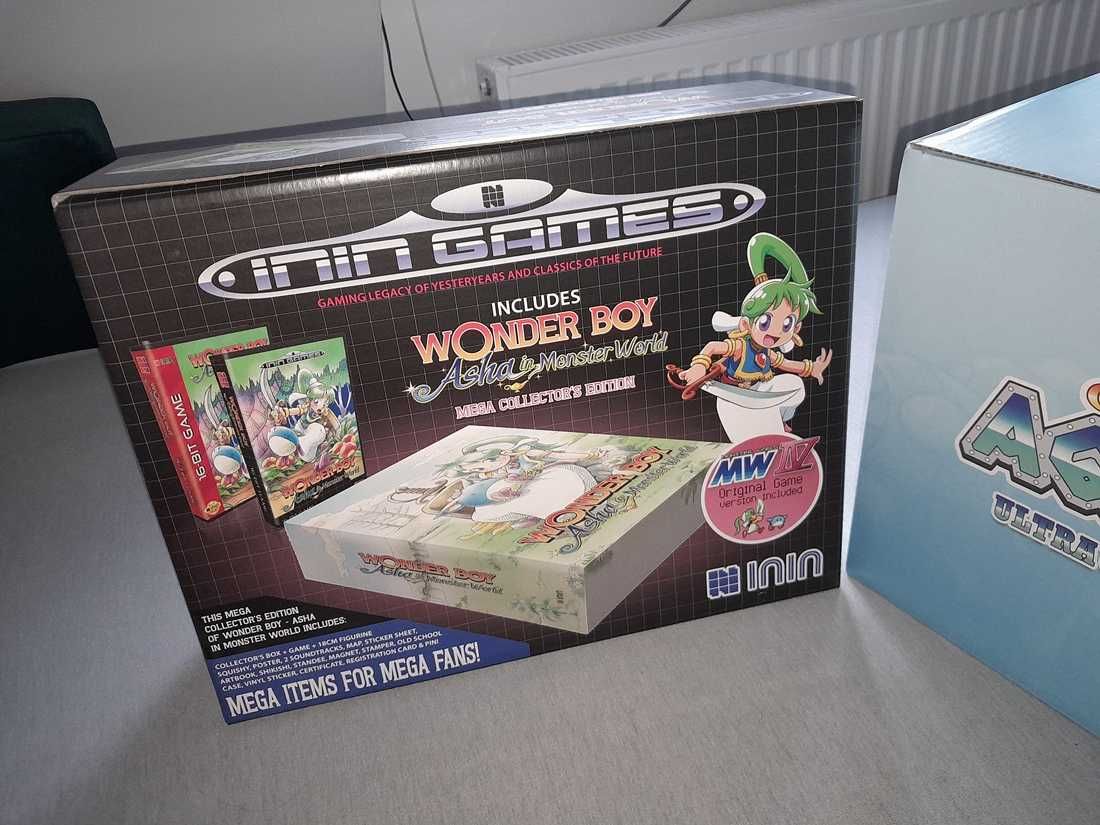 ININ GAMES
GAMING LEGACY OF YESTERYEARS AND CLASSICS OF THE FUTURE
INCLUDES
WONDER BOY
Asha in Monster World
MEGA COLLECTOR'S EDITION
16-BIT GAME
ININ GAMES
WONDER BOY
WONDER BOY
Asha in Monster World
WONDER BOY
Asha in Monster World
MW IV
Original Game
version included
ININ
THIS MEGA
COLLECTOR'S EDITION
OF WONDER BOY - ASHA
IN MONSTER WORLD INCLUDES:
COLLECTOR'S BOX + GAME + 18CM FIGURINE
SQUISHY, POSTER, 2 SOUNDTRACKS, MAP, STICKER SHEET,
ARTBOOK, SHIKISHI, STANDEE, MAGNET, STAMPER, OLD SCHOOL
CASE, VINYL STICKER, CERTIFICATE, REGISTRATION CARD & PIN!
MEGA ITEMS FOR MEGA FANS!
ULTRA